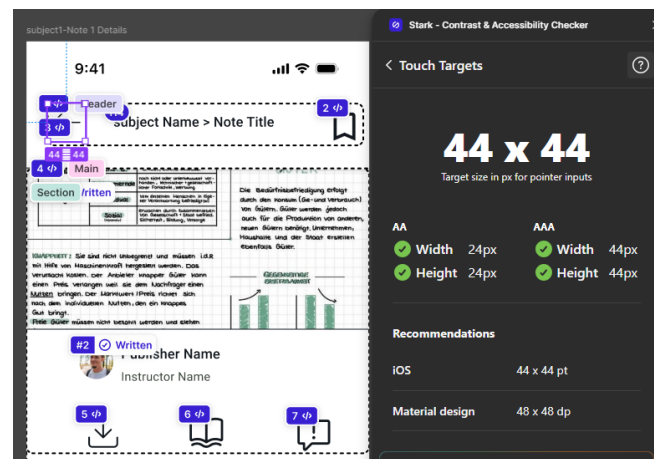 subject1-Note 1 Details
Stark - Contrast & Accessibility Checker
9:41
Touch Targets
?
eader
2 </>
3 </>
subject Name > Note Title
44 44
4 </> Main
Section Written
44 x 44
Target size in px for pointer inputs
AA
AAA
Width 24px
Width 44px
Height 24px
Height 44px
Die Bedürfnisbefriedigung erfolgt
durch den Konsum (Ge- und Verbrauch)
von Gütern. Güter werden jedoch
auch für die Produktion von anderen,
neuen Gütern benötigt. Unternehmen,
Haushalte und der Staat erstellen
ebenfalls Güter.
KNAPPHEIT: Sie sind nicht unbegrenzt und müssen i.d.R
mit Hilfe von Maschinenkraft hergestellt werden. Das
verursacht Kosten. Der Anbieter knapper Güter kann
einen Preis verlangen weil sie dem Nachfrager einen
Nutzen bringen. Der Marktwert (Preis) richtet sich
nach dem individuellen Nutzen, den ein knappes
Gut bringt.
Freie Güter müssen nicht bezahlt werden und stehen
Recommendations
iOS 44 x 44 pt
Material design 48 x 48 dp
#2 Written
Publisher Name
Instructor Name
5 </>
6 </>
7 </>